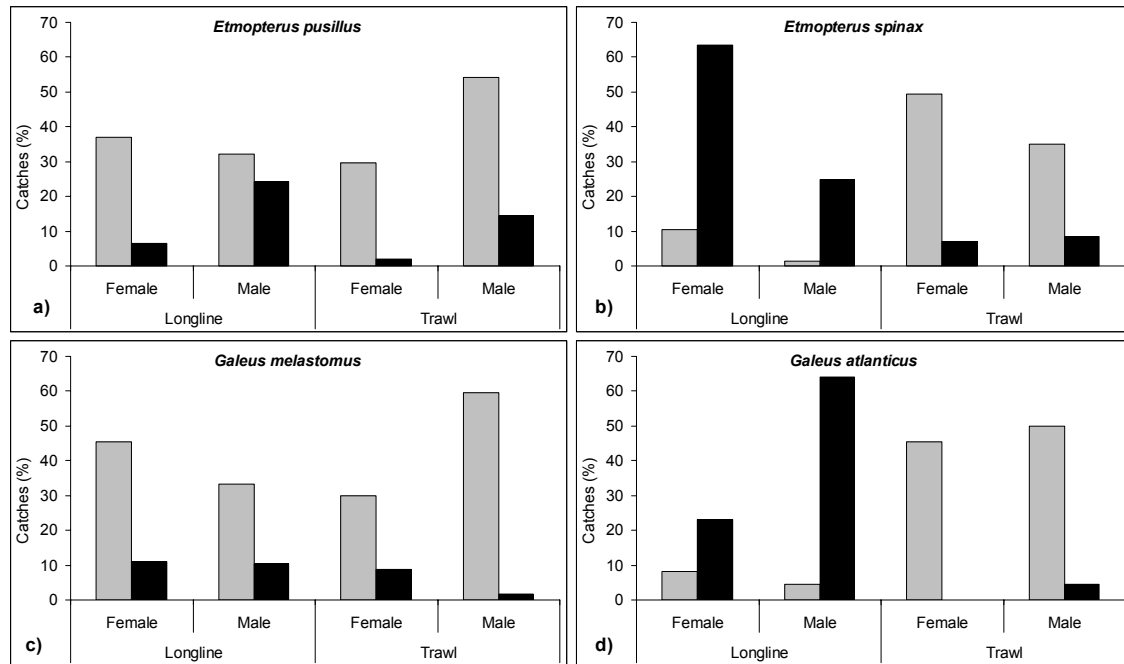 Etmopterus pusillus
70
60
50
40
30
20
10
0
Catches (%)
Female Male Female Male
Longline Trawl
a)
Etmopterus spinax
70
60
50
40
30
20
10
0
Catches (%)
Female Male Female Male
Longline Trawl
b)
Galeus melastomus
70
60
50
40
30
20
10
0
Catches (%)
Female Male Female Male
Longline Trawl
c)
Galeus atlanticus
70
60
50
40
30
20
10
0
Catches (%)
Female Male Female Male
Longline Trawl
d)